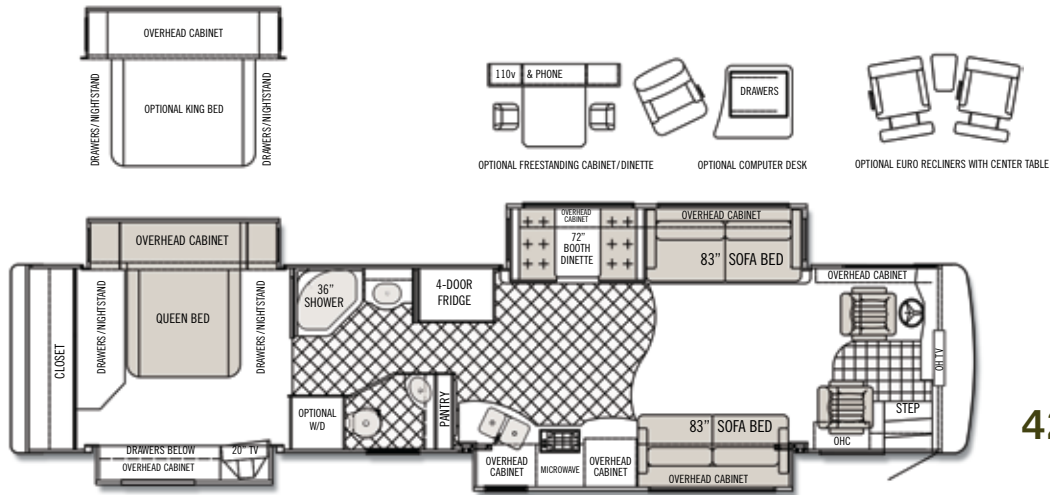 OVERHEAD CABINET
DRAWERS/NIGHTSTAND
OPTIONAL KING BED
DRAWERS/NIGHTSTAND
110v & PHONE
DRAWERS
OPTIONAL FREESTANDING CABINET/DINETTE
OPTIONAL COMPUTER DESK
OPTIONAL EURO RECLINERS WITH CENTER TABLE
OVERHEAD CABINET
DRAWERS/NIGHTSTAND
QUEEN BED
DRAWERS/NIGHTSTAND
CLOSET
DRAWERS BELOW
20" TV
OVERHEAD CABINET
36"
SHOWER
4-DOOR
FRIDGE
OPTIONAL
W/D
PANTRY
OVERHEAD
CABINET
72"
BOOTH
DINETTE
OVERHEAD CABINET
83" SOFA BED
OVERHEAD
CABINET
MICROWAVE
OVERHEAD
CABINET
83" SOFA BED
OVERHEAD CABINET
OVERHEAD CABINET
OH TV
STEP
OHC